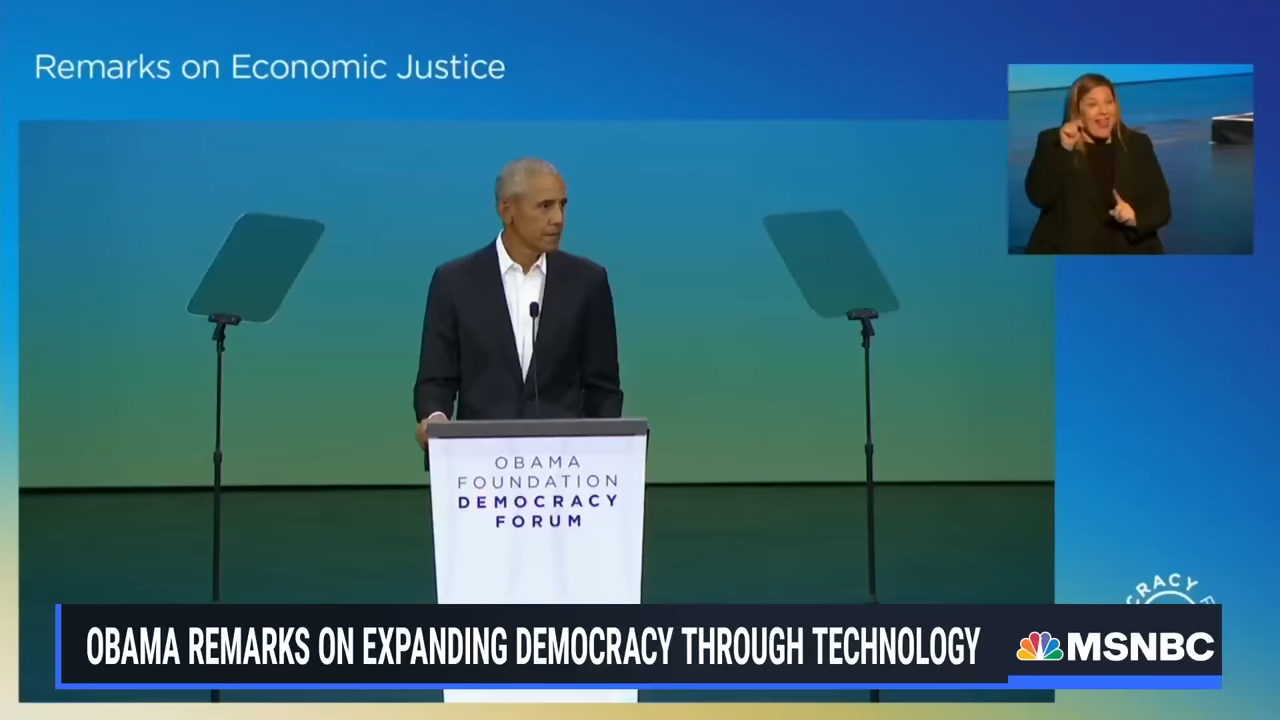 Remarks on Economic Justice
OBAMA
FOUNDATION
DEMOCRACY
FORUM
OBAMA REMARKS ON EXPANDING DEMOCRACY THROUGH TECHNOLOGY
MSNBC